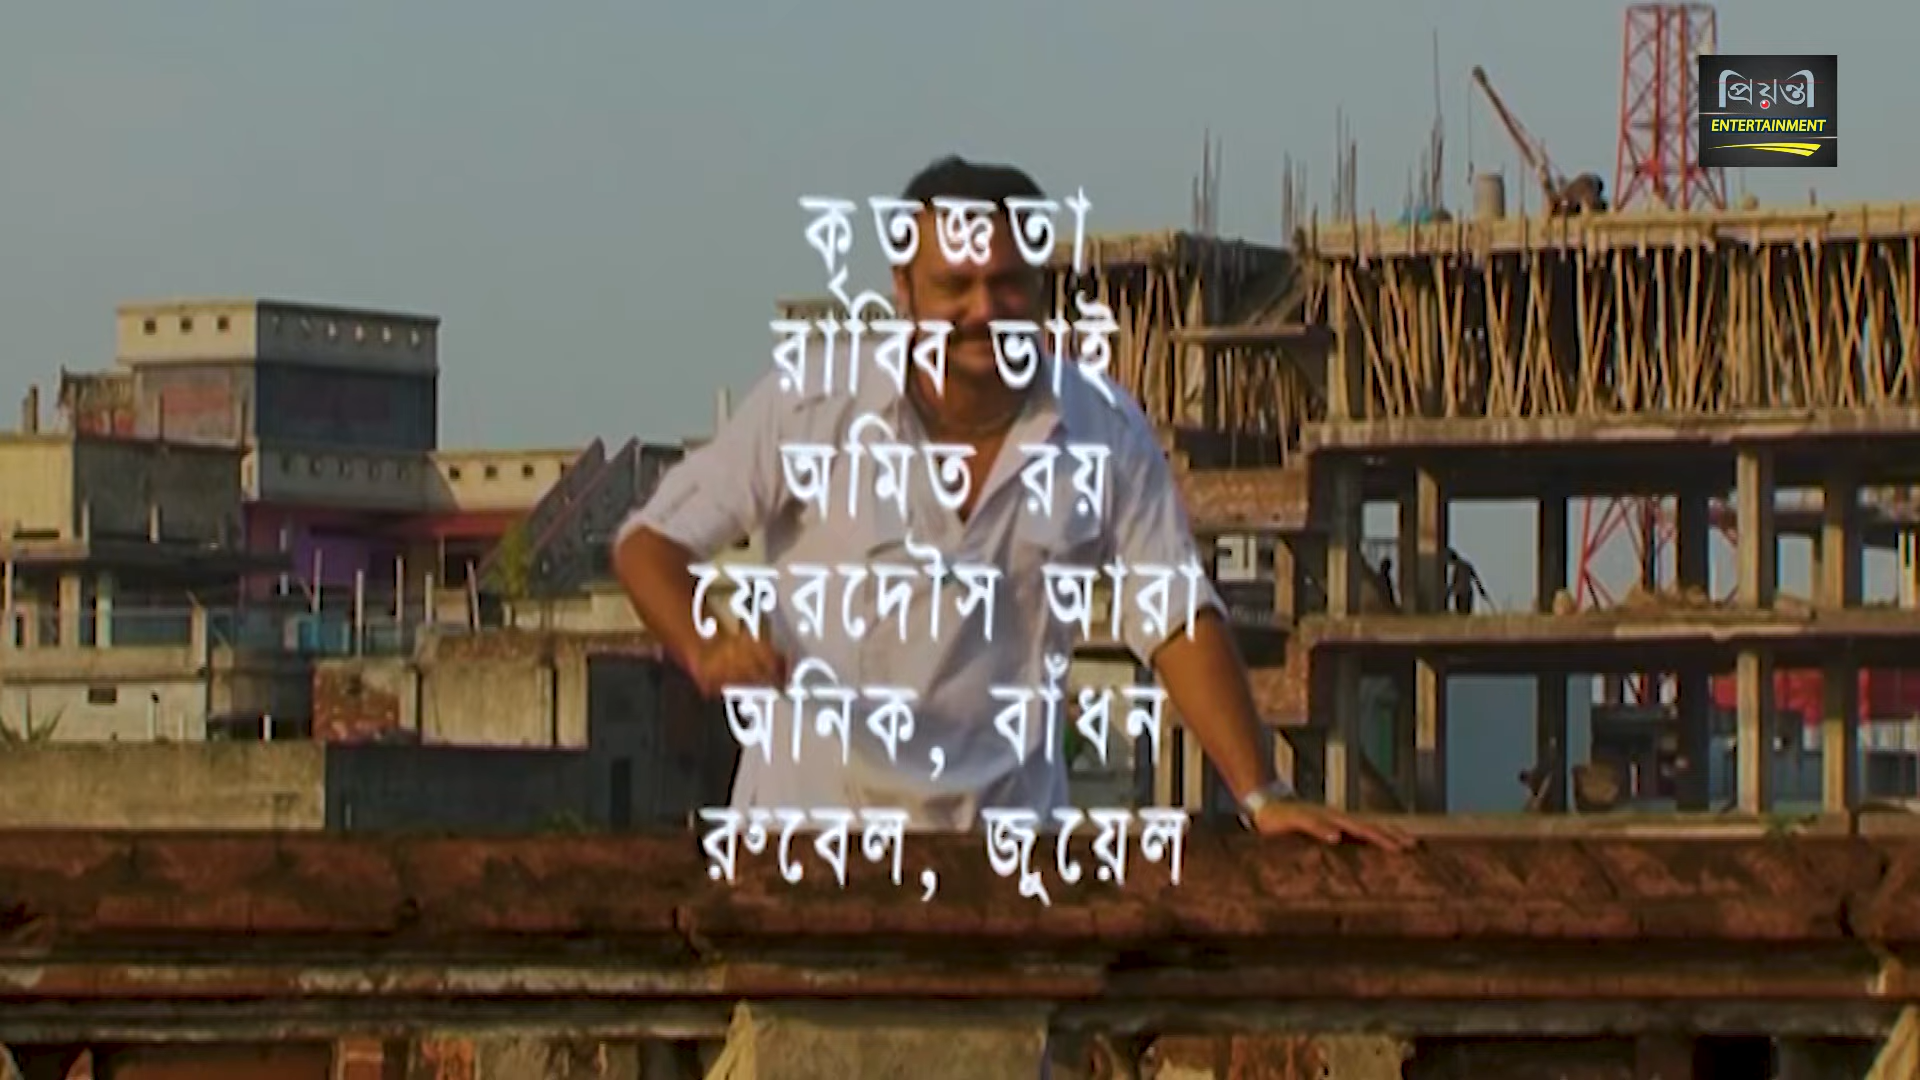 প্রিয়ন্তী
ENTERTAINMENT
কৃতজ্ঞতা
রাব্বি ভাই
অমিত রয়
ফেরদৌস আরা
অনিক, বাঁধন
রুবেল, জুয়েল